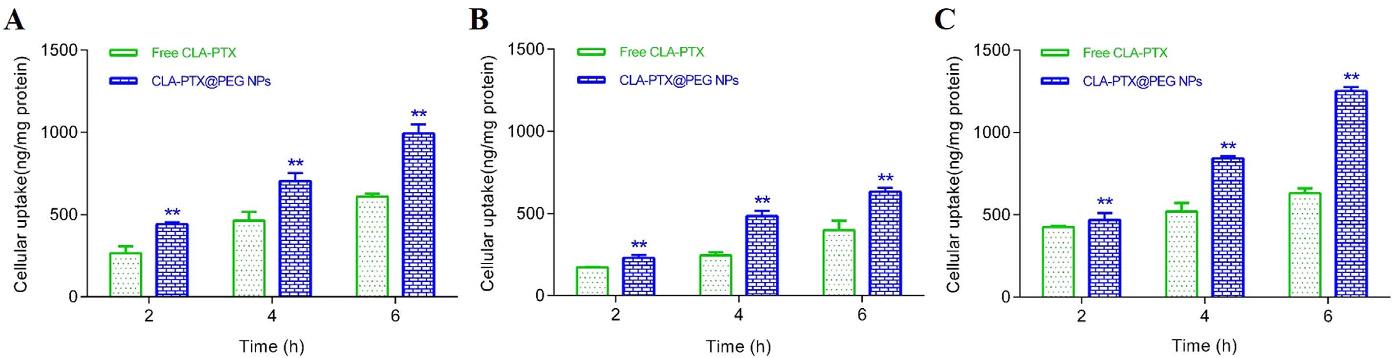 A
Cellular uptake(ng/mg protein)
1500
1000
500
0
Free CLA-PTX
CLA-PTX@PEG NPs
**
**
**
2
4
6
Time (h)
B
Cellular uptake(ng/mg protein)
1500
1000
500
0
Free CLA-PTX
CLA-PTX@PEG NPs
**
**
**
2
4
6
Time (h)
C
Cellular uptake(ng/mg protein)
1500
1000
500
0
Free CLA-PTX
CLA-PTX@PEG NPs
**
**
**
2
4
6
Time (h)